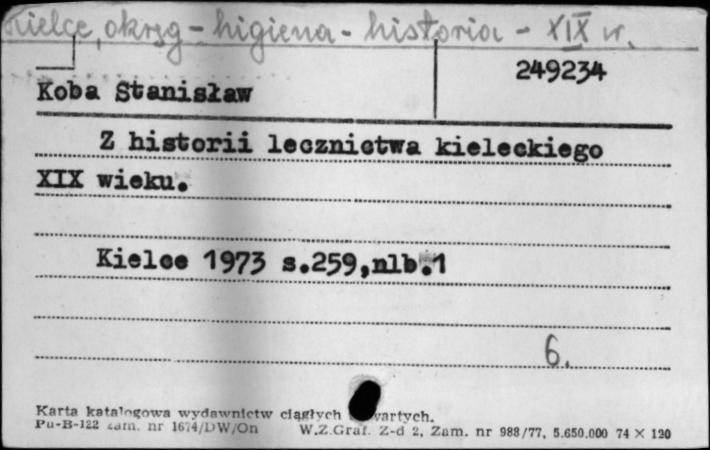 Kielce, okręg - higiena - historia - XIX w.
249234
Koba Stanisław
Z historii lecznictwa kieleckiego
XIX wieku.
Kielce 1973 s.259,nlb.1
6.
Karta katalogowa wydawnictw ciągłych wartych.
Pu-B-122 zam. nr 1674/DW/On W.Z.Graf. Z-d 2, Zam. nr 988/77, 5.650.000 74 × 120